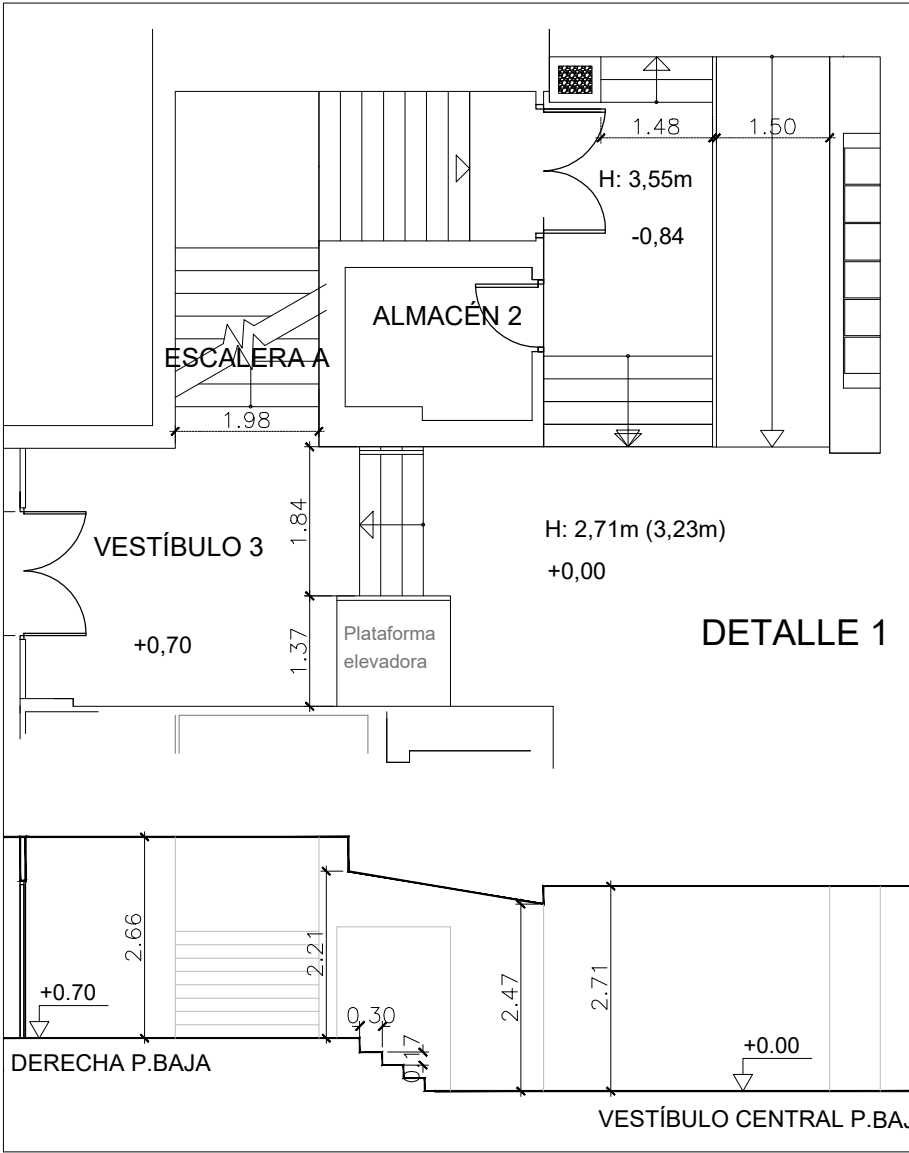 1.48
1.50
H: 3,55m
-0,84
ALMACÉN 2
ESCALERA A
1.98
1.84
VESTÍBULO 3
H: 2,71m (3,23m)
+0,00
DETALLE 1
+0,70
1.37
Plataforma
elevadora
2.66
2.21
2.47
2.71
+0.70
0.30
0.17
+0.00
DERECHA P.BAJA
VESTÍBULO CENTRAL P.BAJ